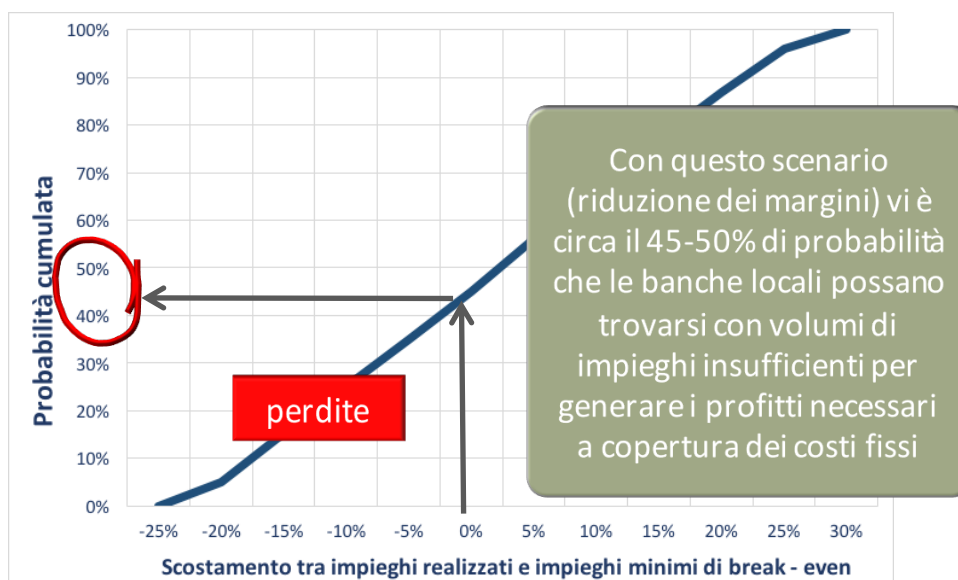 100%
90%
80%
70%
60%
50%
40%
30%
20%
10%
0%
Probabilità cumulata
perdite
Con questo scenario
(riduzione dei margini) vi è
circa il 45-50% di probabilità
che le banche locali possano
trovarsi con volumi di
impieghi insufficienti per
generare i profitti necessari
a copertura dei costi fissi
-25% -20% -15% -10% -5% 0% 5% 10% 15% 20% 25% 30%
Scostamento tra impieghi realizzati e impieghi minimi di break - even